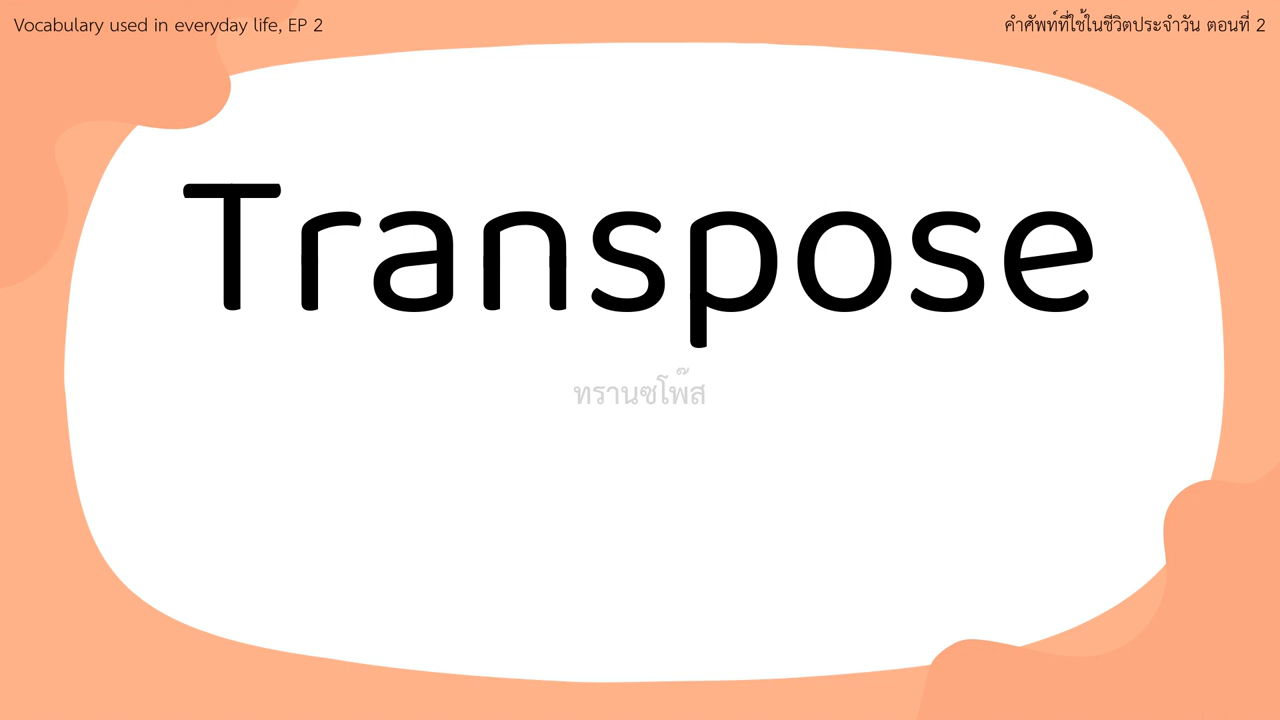 Vocabulary used in everyday life, EP 2
คำศัพท์ที่ใช้ในชีวิตประจำวัน ตอนที่ 2
Transpose
ทรานซโพ๊ส